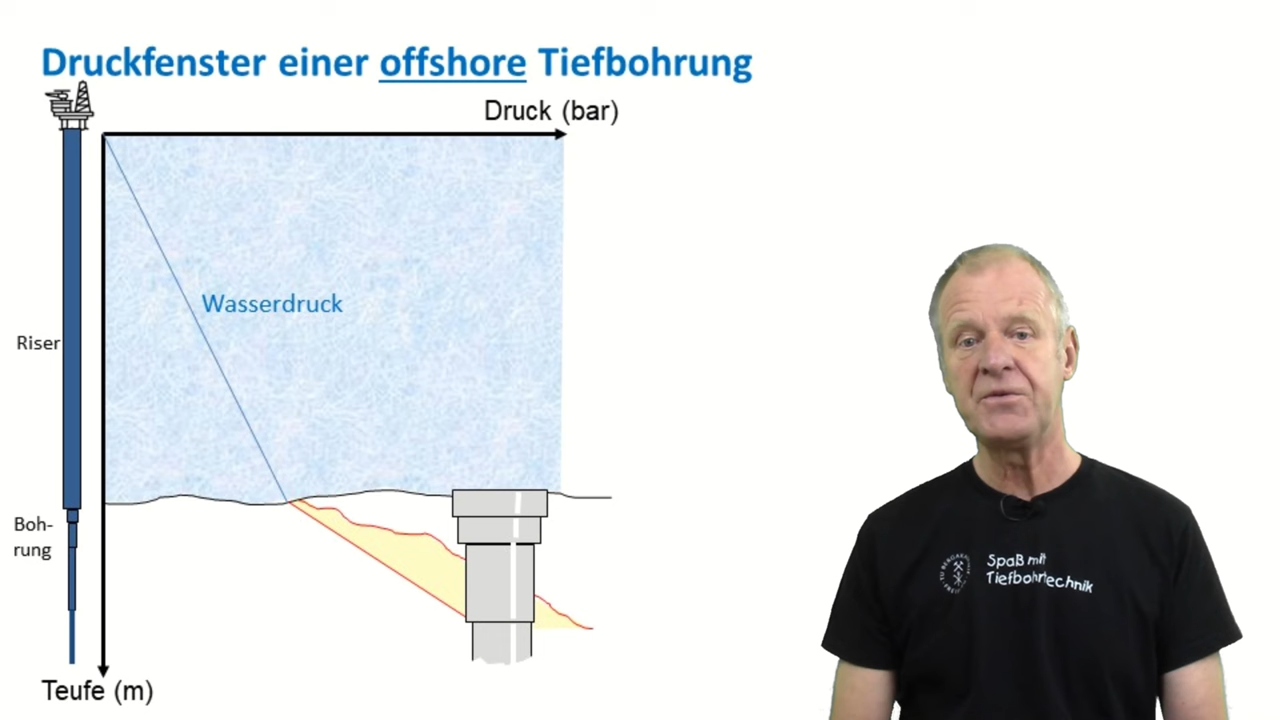 Druckfenster einer offshore Tiefbohrung
Druck (bar)
Wasserdruck
Riser
Boh-
rung
Teufe (m)
Spaß mit
Tiefbohrtechnik